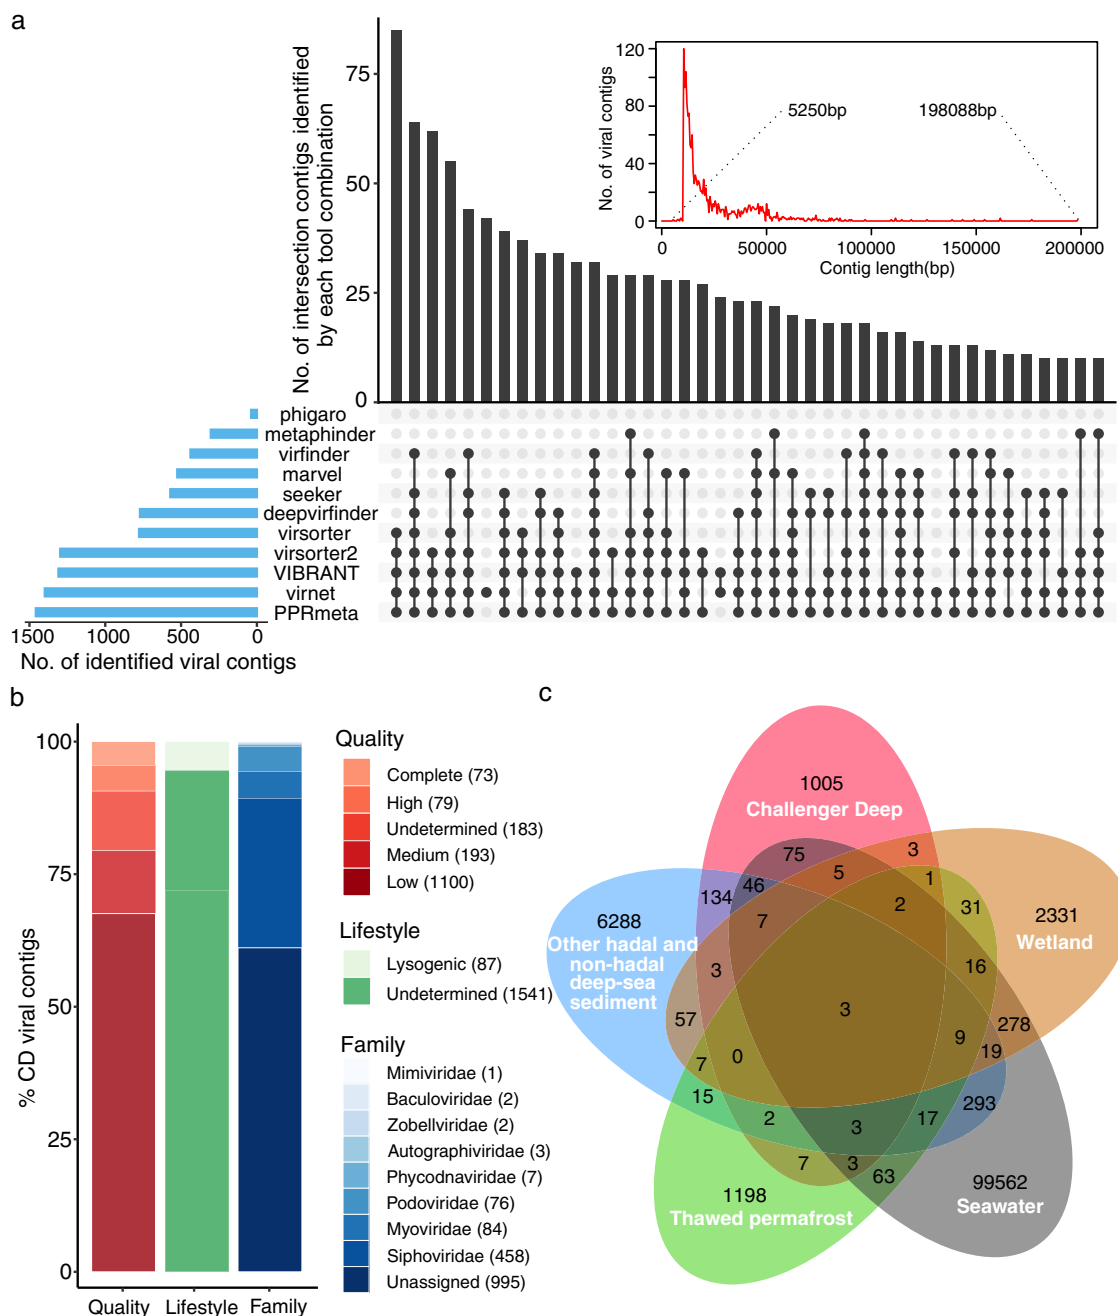 a
No. of intersection contigs identified
by each tool combination
75
50
25
0
No. of viral contigs
120
80
40
0
5250bp
198088bp
0
50000
100000
150000
200000
Contig length(bp)
phigaro
metaphinder
virfinder
marvel
seeker
deepvirfinder
virsorter
virsorter2
VIBRANT
virnet
PPRmeta
1500
1000
500
0
No. of identified viral contigs
b
% CD viral contigs
100
75
50
25
0
Quality
Lifestyle
Family
Quality
Complete (73)
High (79)
Undetermined (183)
Medium (193)
Low (1100)
Lifestyle
Lysogenic (87)
Undetermined (1541)
Family
Mimiviridae (1)
Baculoviridae (2)
Zobellviridae (2)
Autographiviridae (3)
Phycodnaviridae (7)
Podoviridae (76)
Myoviridae (84)
Siphoviridae (458)
Unassigned (995)
c
1005
Challenger Deep
75
3
5
1
46
134
2
31
7
2331
Wetland
6288
Other hadal and
non-hadal
deep-sea
sediment
3
16
3
57
278
9
19
0
7
15
293
2
17
3
7
3
63
1198
Thawed permafrost
99562
Seawater